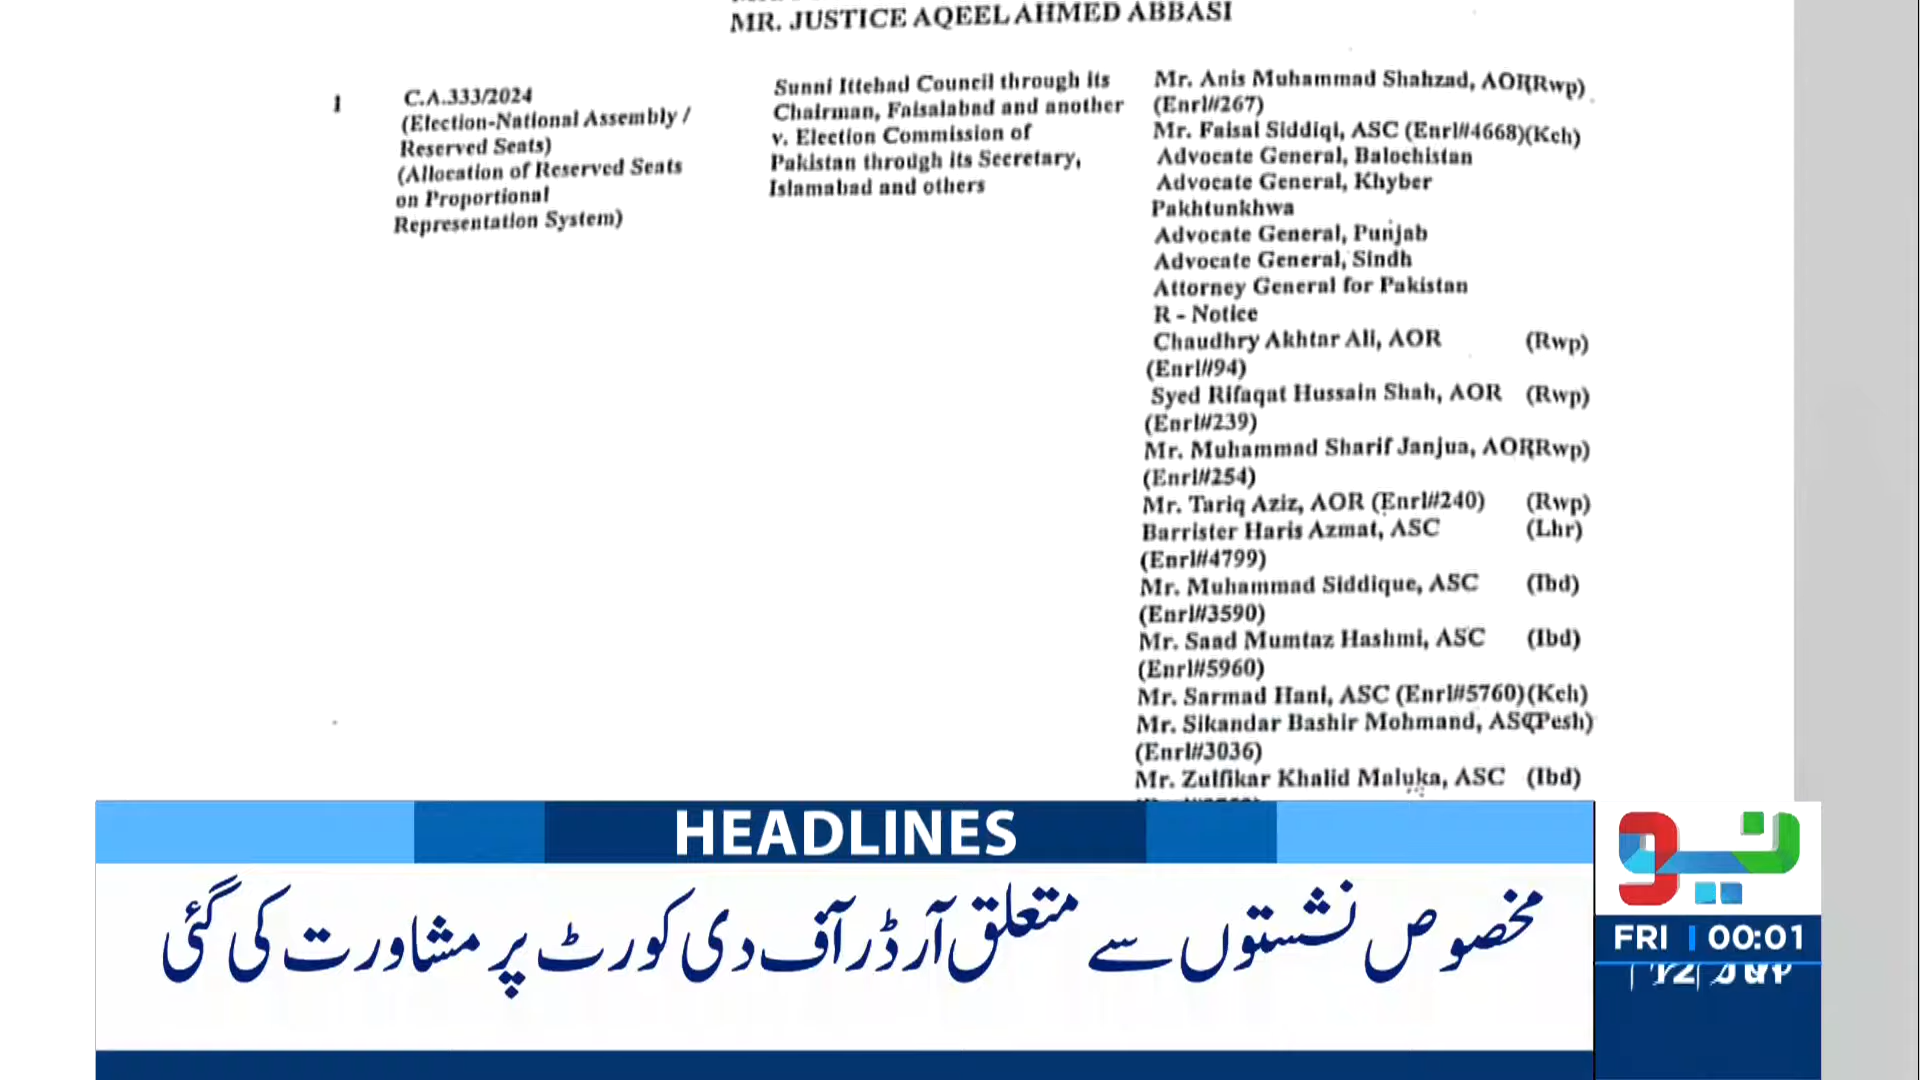 MR. JUSTICE AQEEL AHMED ABBASI
1
C.A.333/2024
(Election-National Assembly /
Reserved Seats)
(Allocation of Reserved Seats
on Proportional
Representation System)
Sunni Ittehad Council through its
Chairman, Faisalabad and another
v. Election Commission of
Pakistan through its Secretary,
Islamabad and others
Mr. Anis Muhammad Shahzad, AOR(Rwp)
(Enrl#267)
Mr. Faisal Siddiqi, ASC (Enrl#4668)(Kch)
Advocate General, Balochistan
Advocate General, Khyber
Pakhtunkhwa
Advocate General, Punjab
Advocate General, Sindh
Attorney General for Pakistan
R - Notice
Chaudhry Akhtar Ali, AOR (Rwp)
(Enrl#94)
Syed Rifaqat Hussain Shah, AOR (Rwp)
(Enrl#239)
Mr. Muhammad Sharif Janjua, AOR(Rwp)
(Enrl#254)
Mr. Tariq Aziz, AOR (Enrl#240) (Rwp)
Barrister Haris Azmat, ASC (Lhr)
(Enrl#4799)
Mr. Muhammad Siddique, ASC (Ibd)
(Enrl#3590)
Mr. Saad Mumtaz Hashmi, ASC (Ibd)
(Enrl#5960)
Mr. Sarmad Hani, ASC (Enrl#5760)(Kch)
Mr. Sikandar Bashir Mohmand, ASC(Pesh)
(Enrl#3036)
Mr. Zulfikar Khalid Maluka, ASC (Ibd)
HEADLINES
مخصوص نشستوں سے متعلق آرڈر آف دی کورٹ پر مشاورت کی گئی
نیو
FRI 00:01